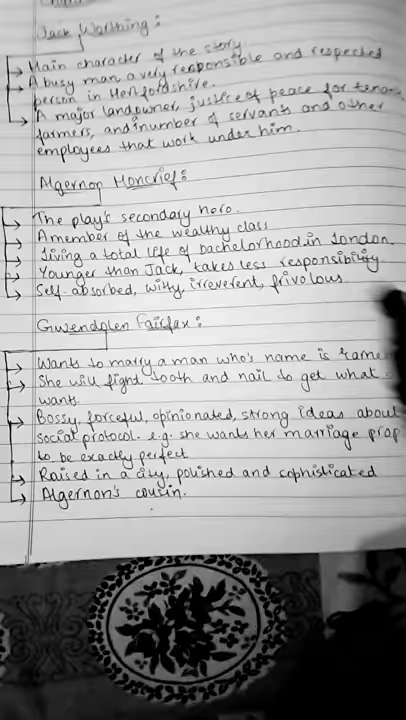 Jack Worthing:
Main character of the story
A busy man a very responsible and respected
person in Hertfordshire.
A major landowner, justice of peace for tenant
farmers, and inumber of servants and other
employees that work under him.
Algernon Moncrief:
The play's secondary hero.
A member of the wealthy class
Living a total life of bachelorhood in London.
Younger than Jack, takes less responsibility
Self-absorbed, witty, irreverent, frivolous
Gwendolen Fairfax:
Wants to marry a man who's name is
She will fight tooth and nail to get what
wants.
Bossy, forceful, opinionated, strong ideas about
social protocol. e.g. she wants her marriage prop
to be exactly perfect
Raised in a city, polished and sophisticated
Algernon's cousin.